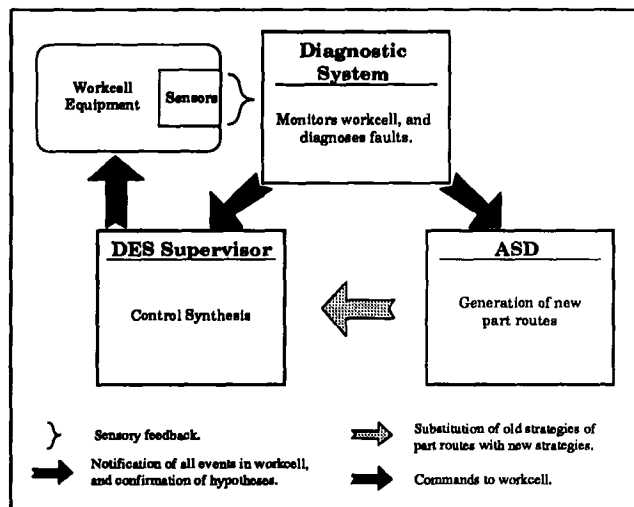 Diagnostic
System
Monitors workcell, and
diagnoses faults.
Workcell
Equipment
Sensors
DES Supervisor
Control Synthesis
ASD
Generation of new
part routes
Sensory feedback.
Notification of all events in workcell,
and confirmation of hypotheses.
Substitution of old strategies of
part routes with new strategies.
Commands to workcell.